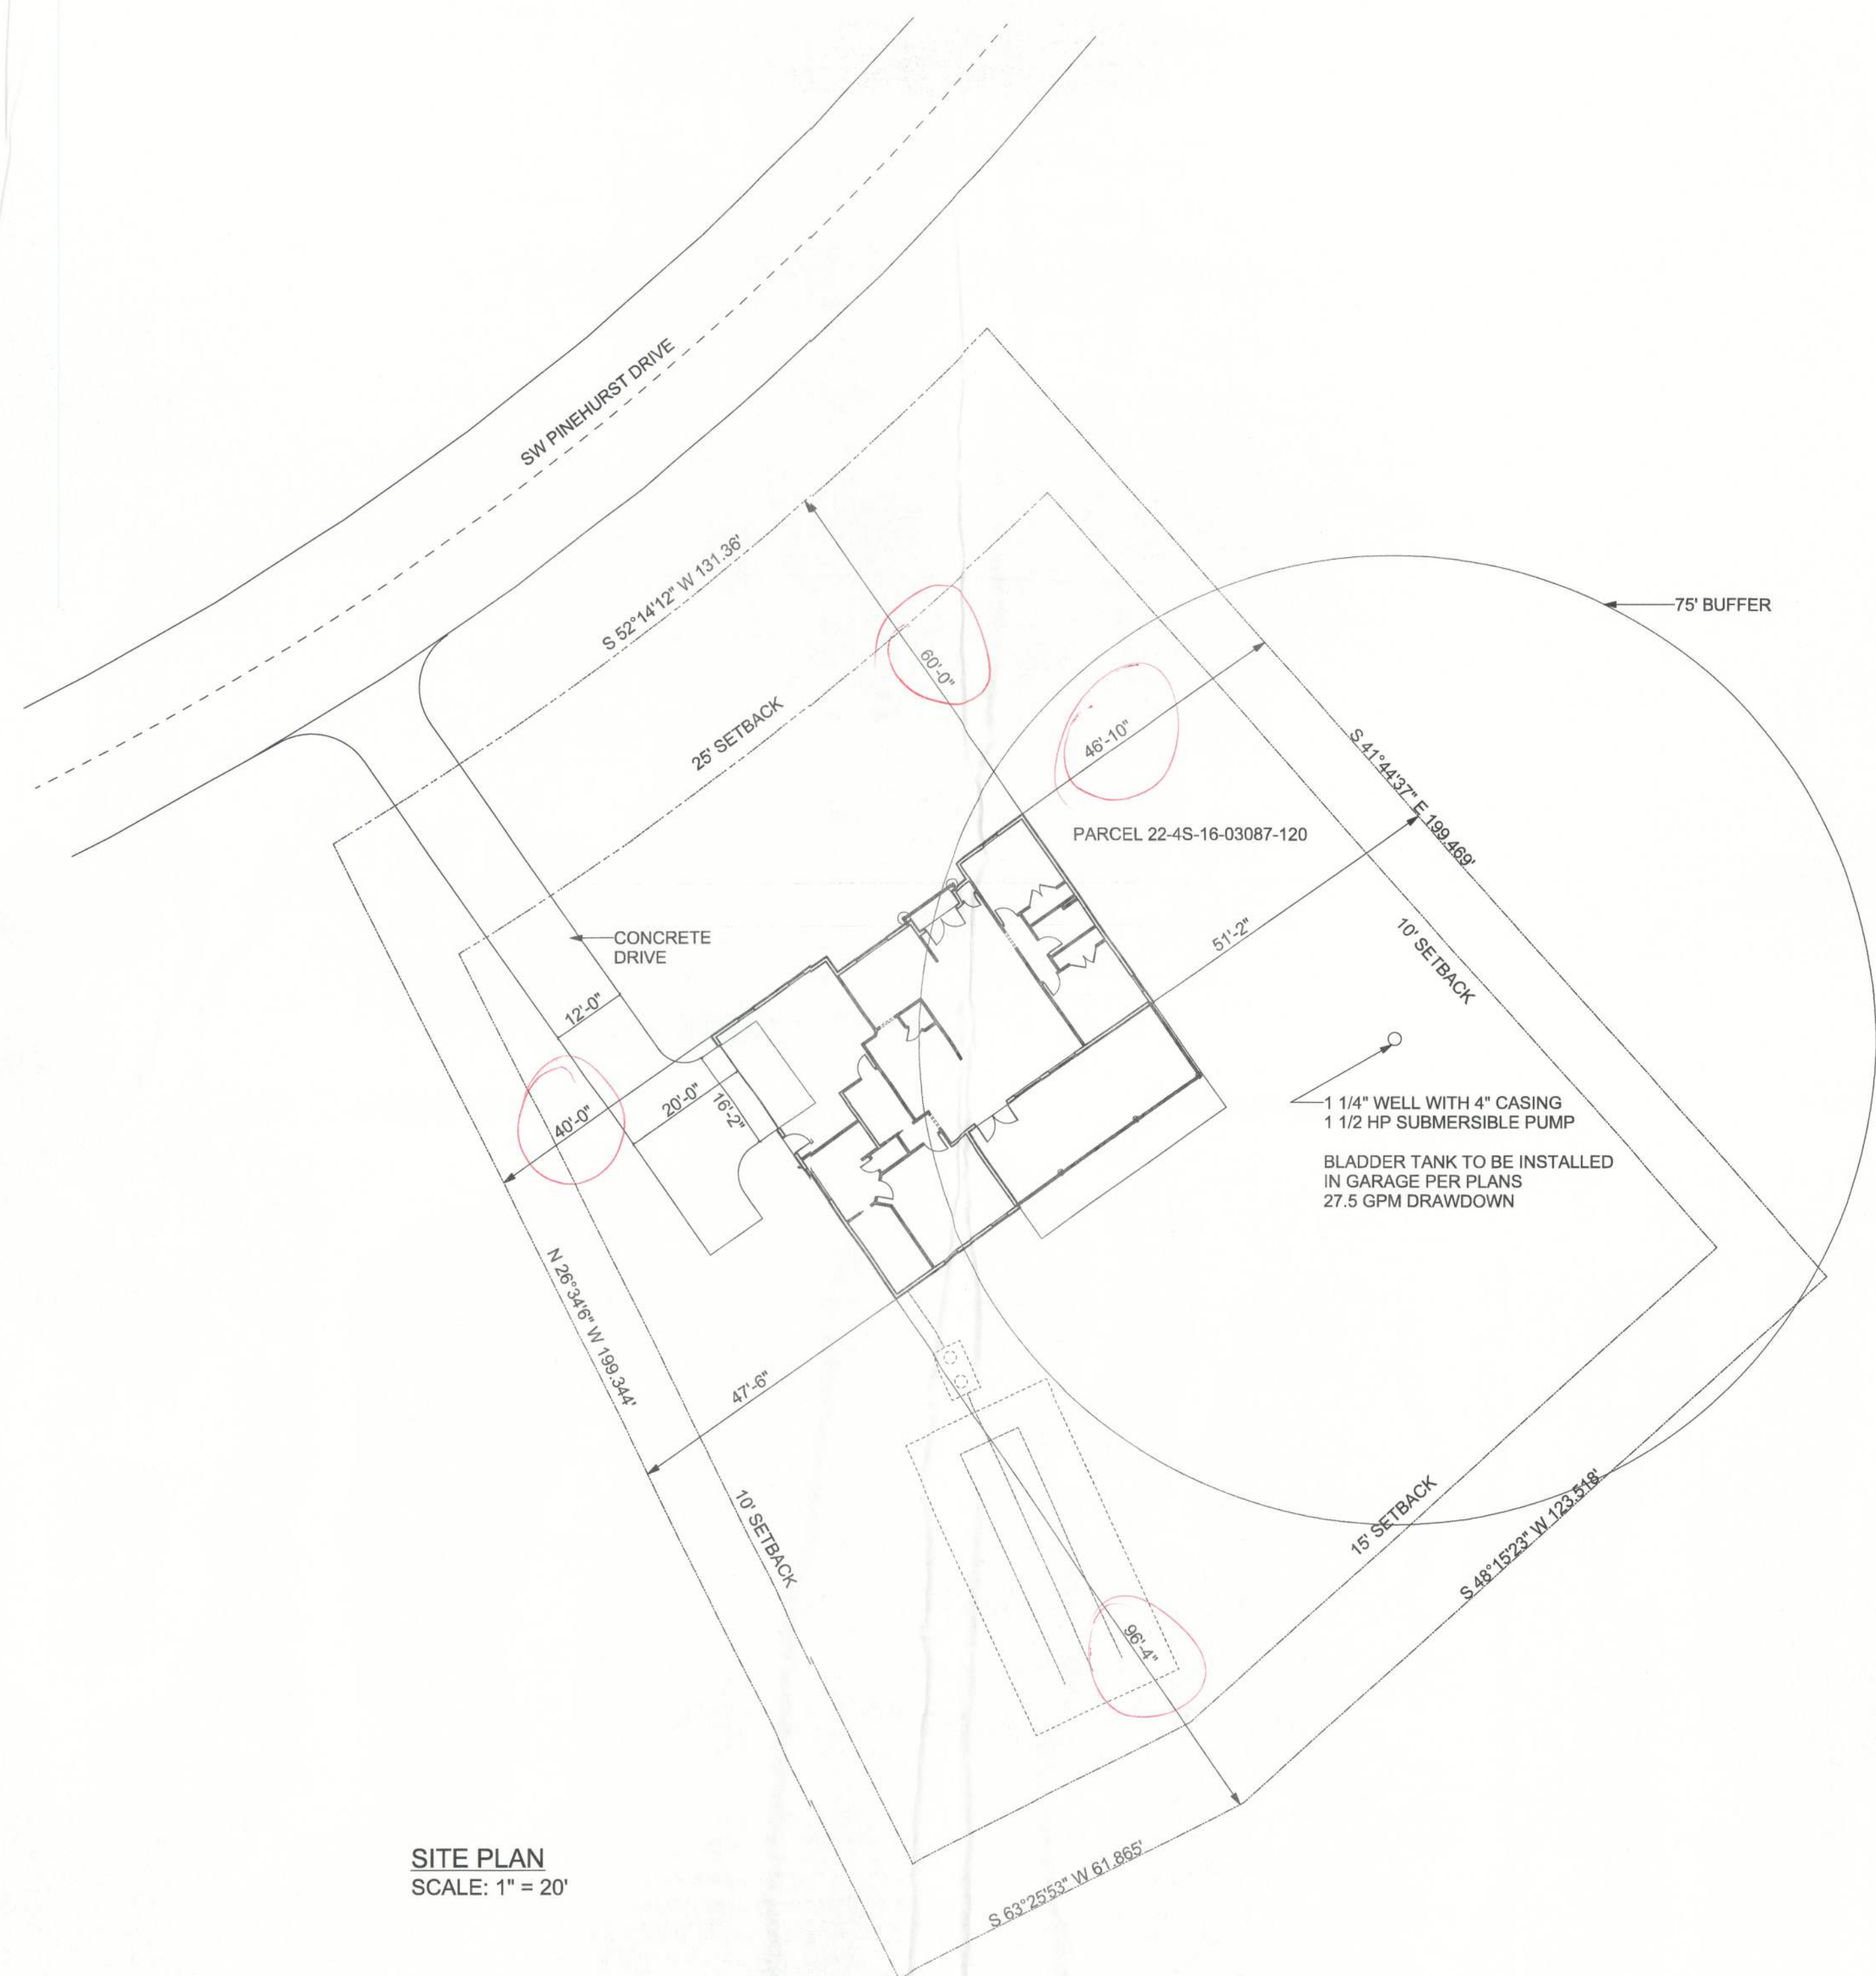 SW PINEHURST DRIVE
S 52°14'12" W 131.36'
75' BUFFER
60'-0"
25' SETBACK
46'-10"
S 41°44'37" E 199.469'
PARCEL 22-4S-16-03087-120
CONCRETE
DRIVE
51'-2"
10' SETBACK
12'-0"
20'-0"
16'-2"
40'-0"
1 1/4" WELL WITH 4" CASING
1 1/2 HP SUBMERSIBLE PUMP
BLADDER TANK TO BE INSTALLED
IN GARAGE PER PLANS
27.5 GPM DRAWDOWN
N 26°34'6" W 199.344'
47'-6"
10' SETBACK
15' SETBACK
S 48°15'23" W 123.518'
96'-4"
SITE PLAN
SCALE: 1" = 20'
S 63°25'53" W 61.865'